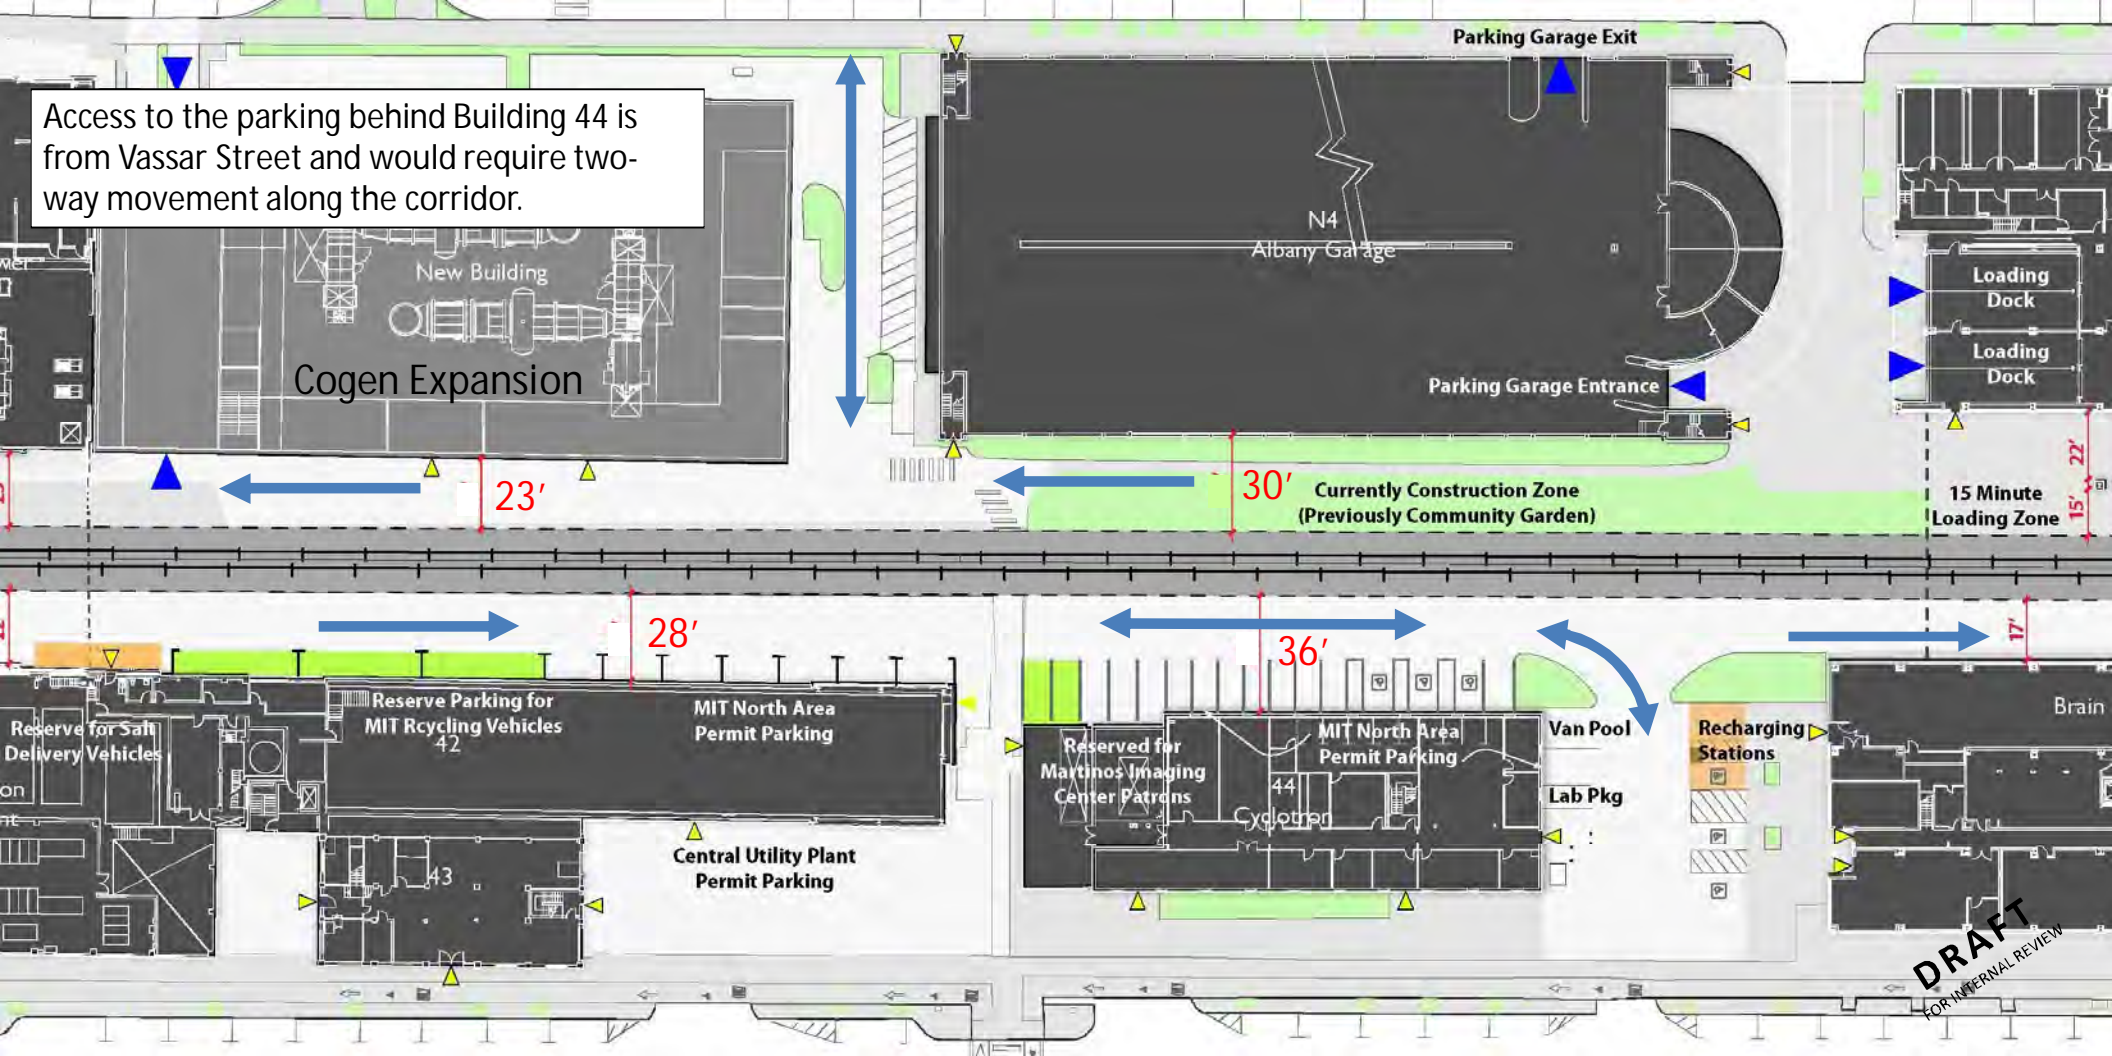 Parking Garage Exit
Access to the parking behind Building 44 is
from Vassar Street and would require two-
way movement along the corridor.
N4
Albany Garage
New Building
Cogen Expansion
Loading
Dock
Loading
Dock
Parking Garage Entrance
22'
15'
23'
30'
Currently Construction Zone
(Previously Community Garden)
15 Minute
Loading Zone
28'
36'
17'
Reserve for Salt
Delivery Vehicles
Reserve Parking for
MIT Rcycling Vehicles
42
MIT North Area
Permit Parking
Reserved for
Martinos Imaging
Center Patrons
MIT North Area
Permit Parking
44
Cyclotron
Van Pool
Lab Pkg
Recharging
Stations
Brain
43
Central Utility Plant
Permit Parking
DRAFT
FOR INTERNAL REVIEW